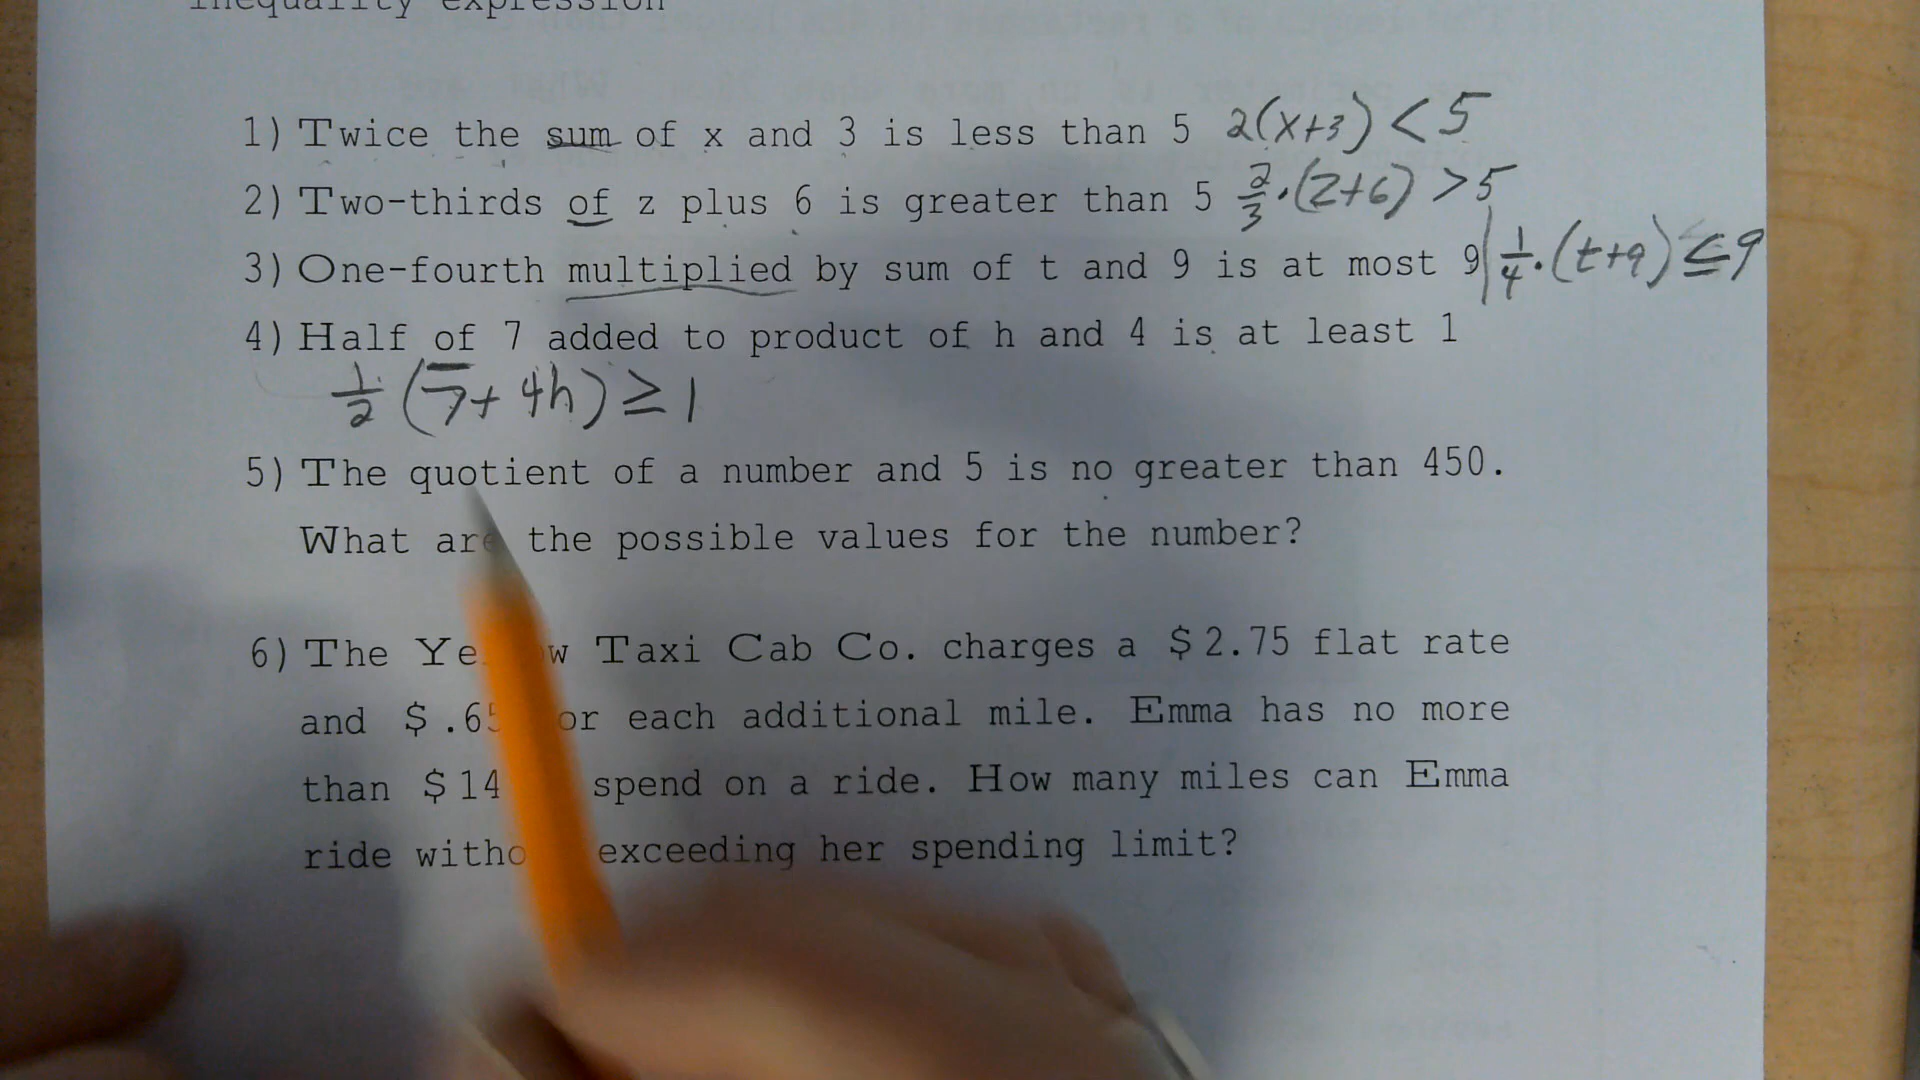 inequality expression
1) Twice the sum of x and 3 is less than 5 2(x+3) < 5
2) Two-thirds of z plus 6 is greater than 5 2/3 · (z+6) > 5
3) One-fourth multiplied by sum of t and 9 is at most 9 | 1/4 · (t+9) ≤ 9
4) Half of 7 added to product of h and 4 is at least 1
1/2 (7 + 4h) ≥ 1
5) The quotient of a number and 5 is no greater than 450.
What are the possible values for the number?
6) The Taxi Cab Co. charges a $2.75 flat rate
and each additional mile. Emma has no more
than $14 spend on a ride. How many miles can Emma
ride exceeding her spending limit?